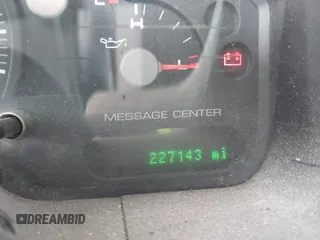 H
MESSAGE CENTER
227143 mi
DREAMBID